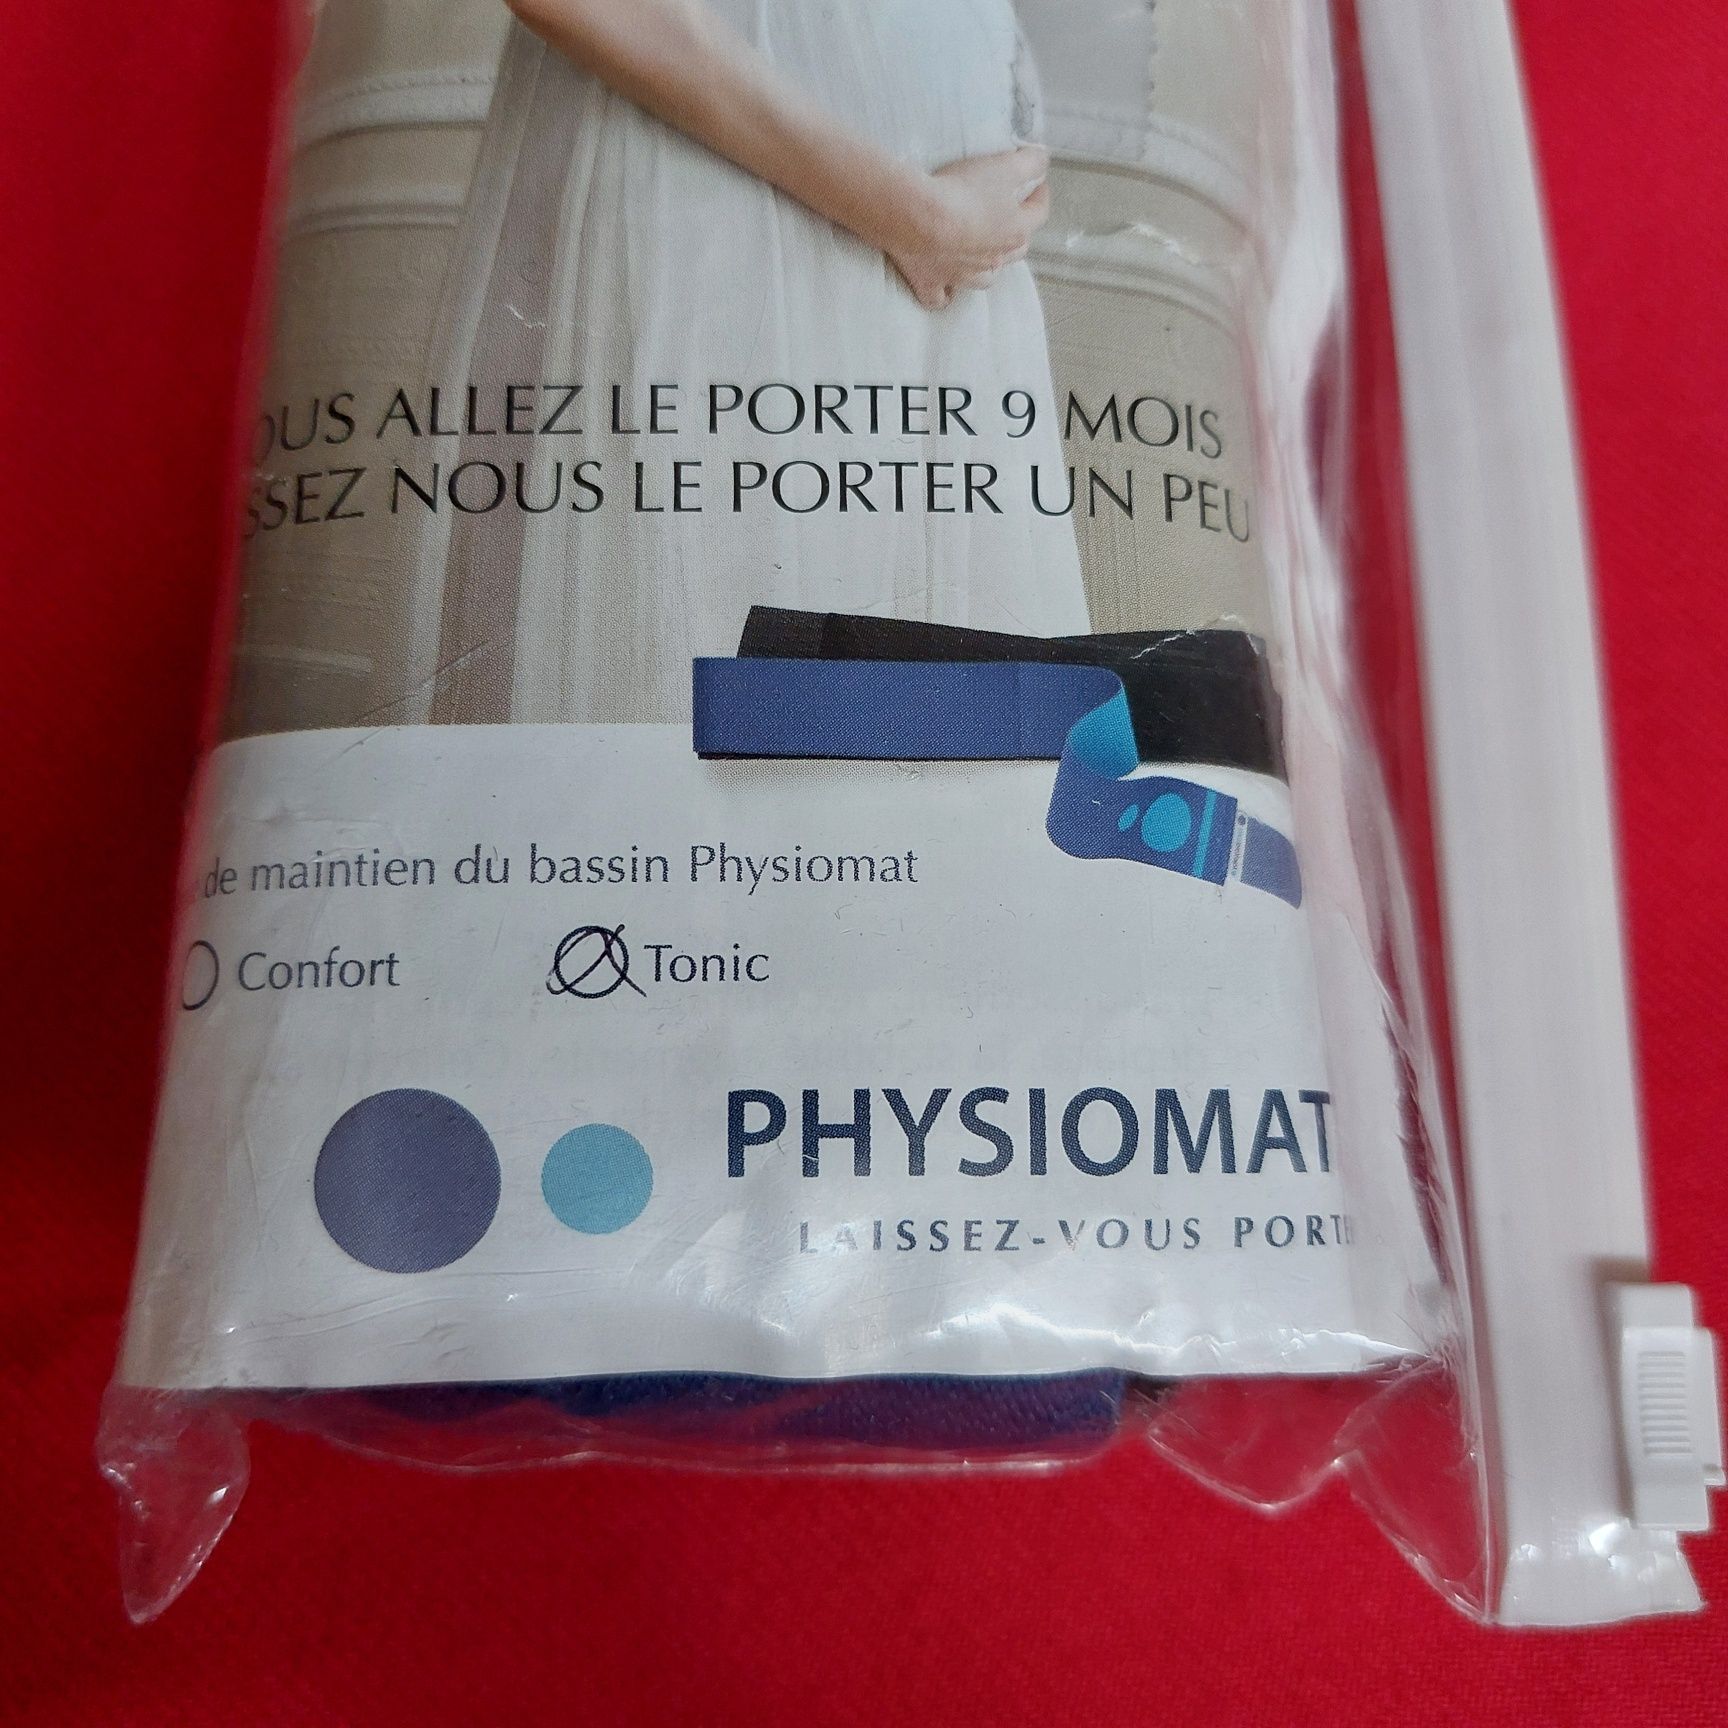 OUS ALLEZ LE PORTER 9 MOIS
SSEZ NOUS LE PORTER UN PEU
de maintien du bassin Physiomat
Confort Tonic
PHYSIOMAT
LAISSEZ-VOUS PORTE